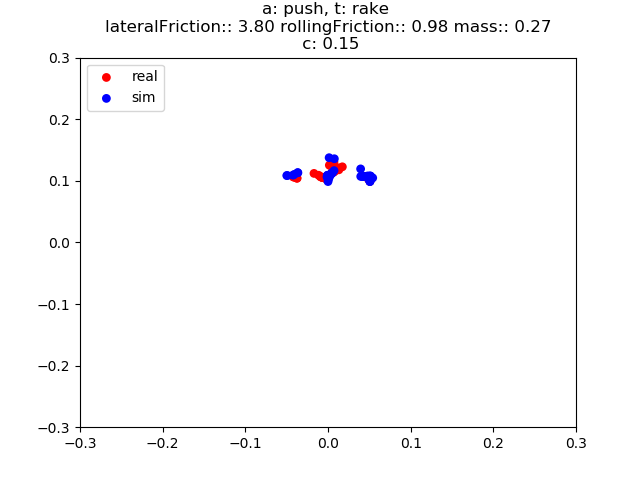 a: push, t: rake
lateralFriction:: 3.80 rollingFriction:: 0.98 mass:: 0.27
c: 0.15
real
sim
0.3
0.2
0.1
0.0
−0.1
−0.2
−0.3
−0.3 −0.2 −0.1 0.0 0.1 0.2 0.3